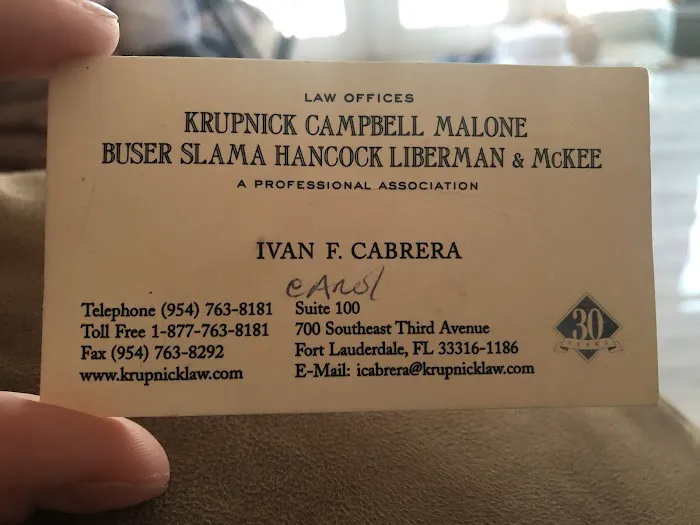 LAW OFFICES
KRUPNICK CAMPBELL MALONE
BUSER SLAMA HANCOCK LIBERMAN & McKEE
A PROFESSIONAL ASSOCIATION
IVAN F. CABRERA
CAROL
Telephone (954) 763-8181
Toll Free 1-877-763-8181
Fax (954) 763-8292
www.krupnicklaw.com
Suite 100
700 Southeast Third Avenue
Fort Lauderdale, FL 33316-1186
E-Mail: icabrera@krupnicklaw.com
30
YEARS